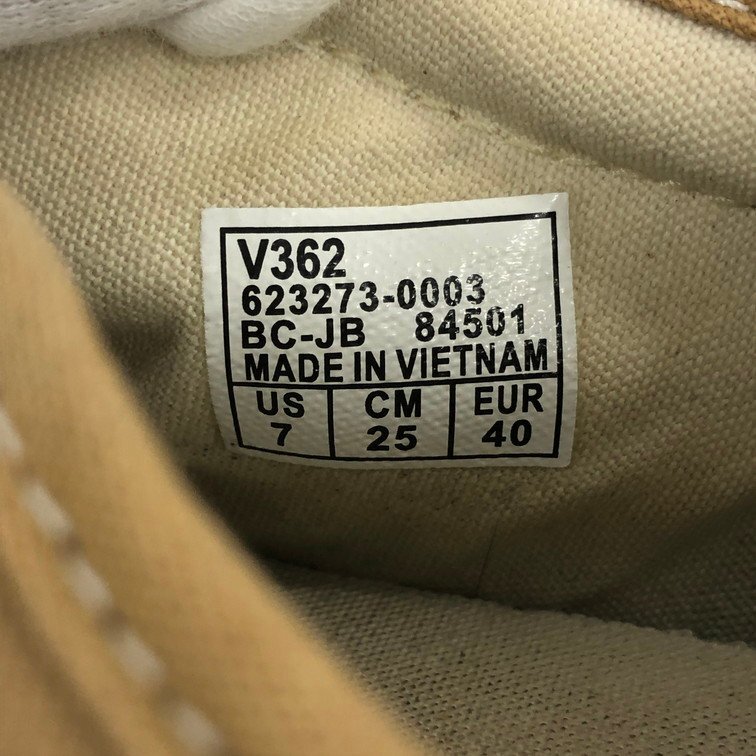 V362
623273-0003
BC-JB 84501
MADE IN VIETNAM
US CM EUR
7 25 40